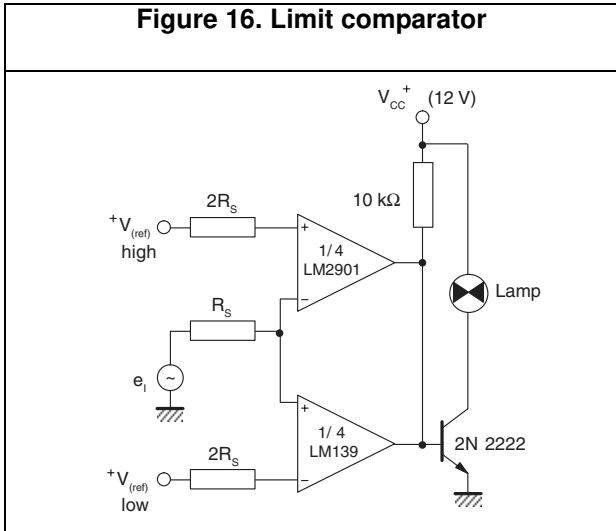 Figure 16. Limit comparator
V_CC^+ (12 V)
2R_S
10 kΩ
+V_(ref)
high
+
1/ 4
LM2901
−
R_S
Lamp
e_I
~
+
1/ 4
LM139
−
2N 2222
+V_(ref)
low
2R_S